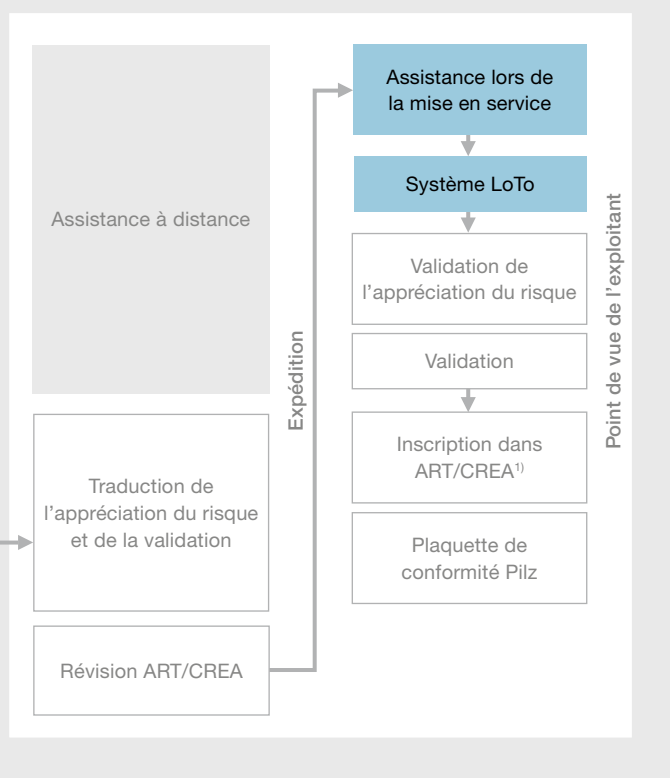 Assistance à distance
Traduction de
l’appréciation du risque
et de la validation
Révision ART/CREA
Expédition
Assistance lors de
la mise en service
Système LoTo
Validation de
l’appréciation du risque
Validation
Inscription dans
ART/CREA¹⁾
Plaquette de
conformité Pilz
Point de vue de l’exploitant